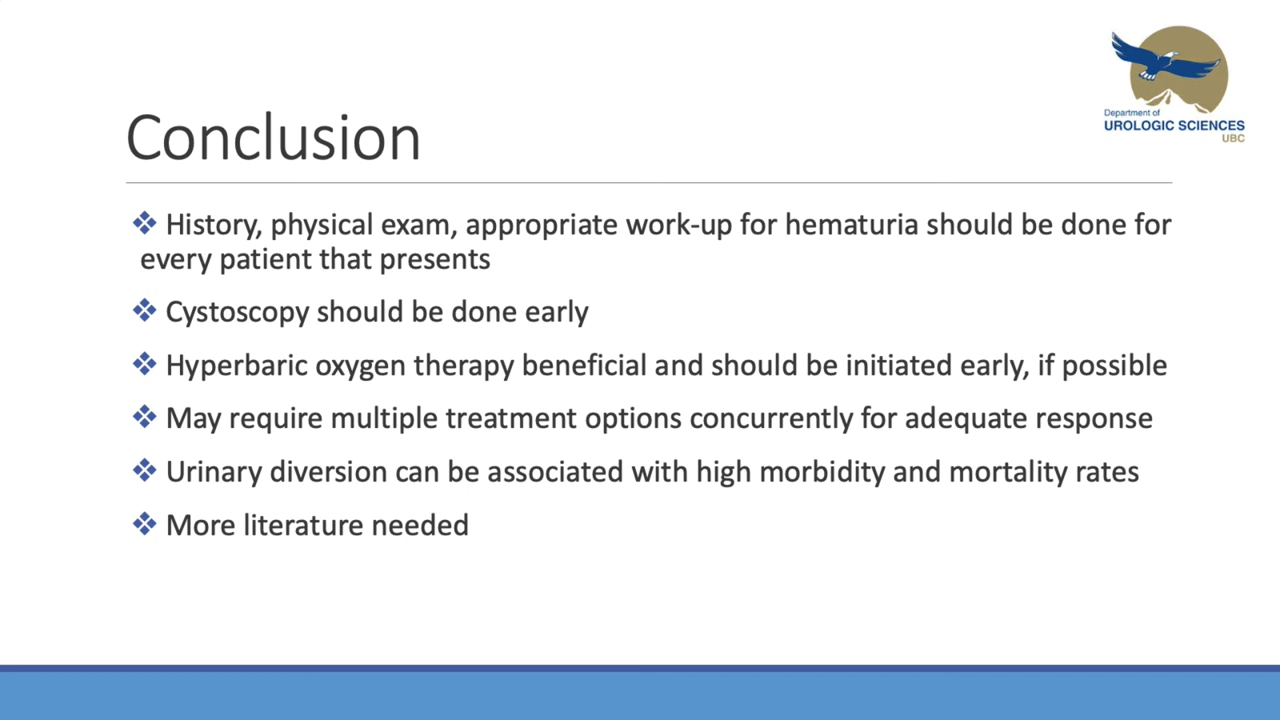 Department of
UROLOGIC SCIENCES
UBC
Conclusion
❖ History, physical exam, appropriate work-up for hematuria should be done for
every patient that presents
❖ Cystoscopy should be done early
❖ Hyperbaric oxygen therapy beneficial and should be initiated early, if possible
❖ May require multiple treatment options concurrently for adequate response
❖ Urinary diversion can be associated with high morbidity and mortality rates
❖ More literature needed